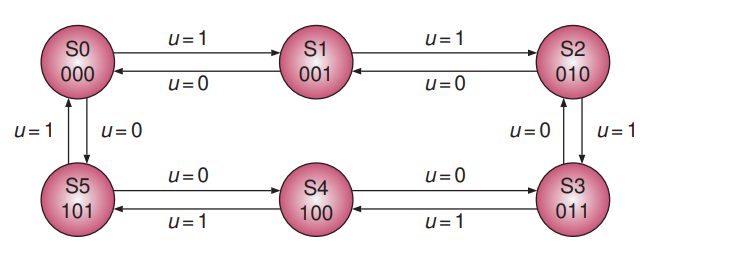 u = 1
u = 1
S0
000
S1
001
S2
010
u = 0
u = 0
u = 1
u = 0
u = 0
u = 1
S5
101
u = 0
S4
100
u = 0
S3
011
u = 1
u = 1